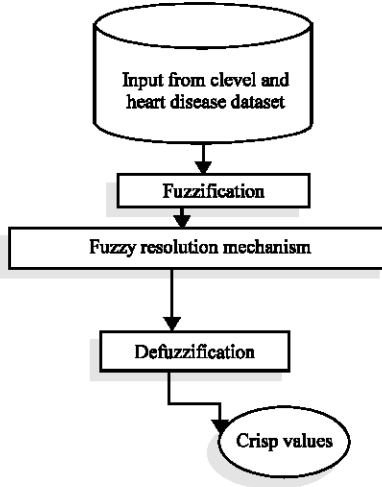 Input from clevel and
heart disease dataset
Fuzzification
Fuzzy resolution mechanism
Defuzzification
Crisp values